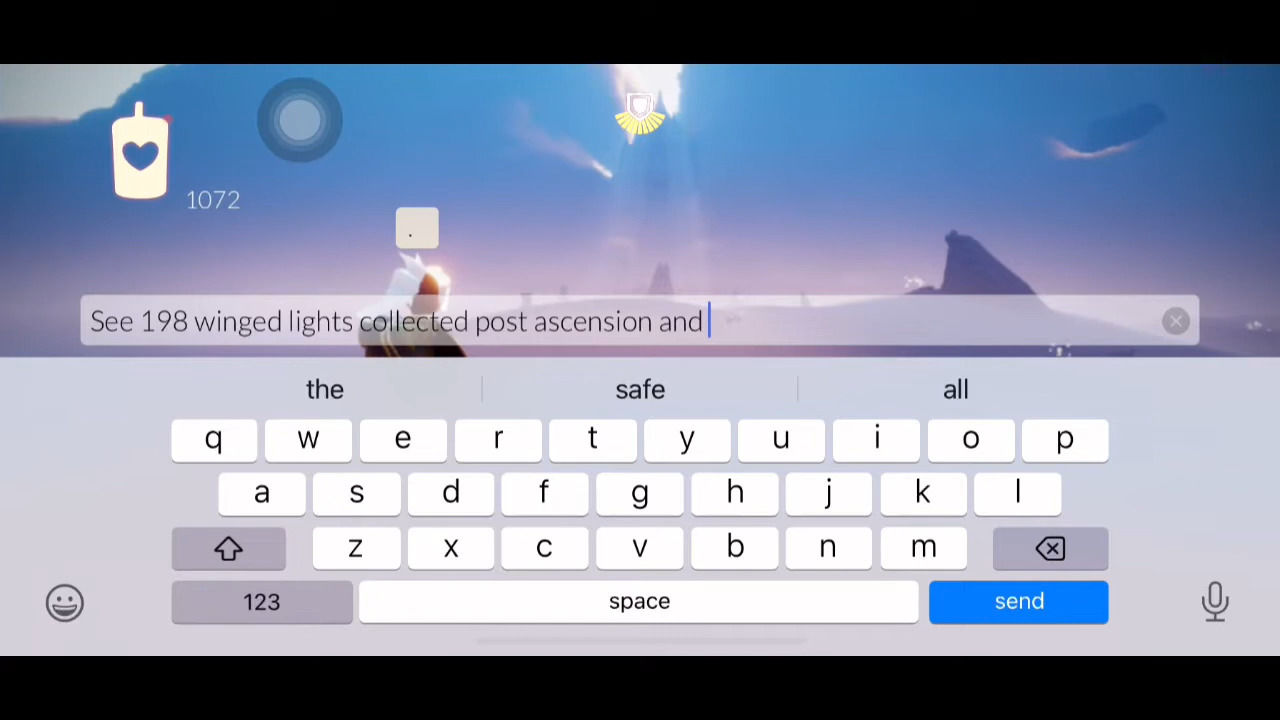 1072
.
See 198 winged lights collected post ascension and
the safe all
q w e r t y u i o p
a s d f g h j k l
z x c v b n m
123 space send